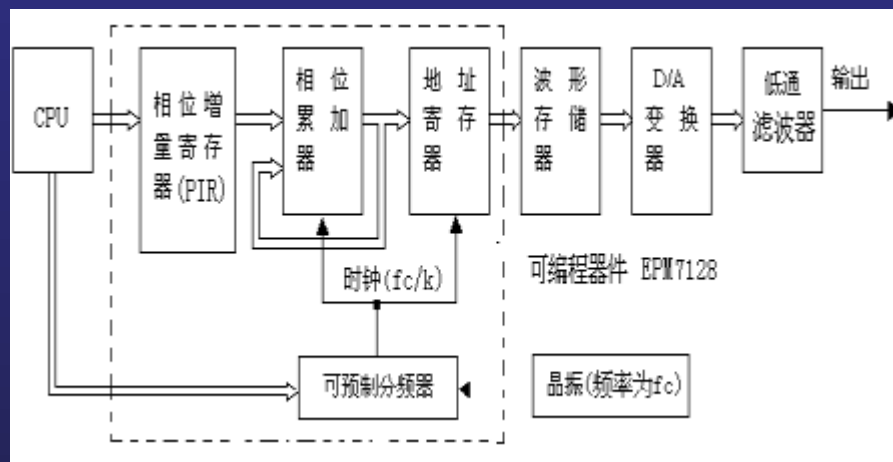 CPU
相位增
量寄存
器(PIR)
相位
累加
器
地址
寄存
器
波形
存储
器
D/A
变换
器
低通
滤波器
输出
时钟(fc/k)
可编程器件 EPM7128
可预制分频器
晶振(频率为fc)